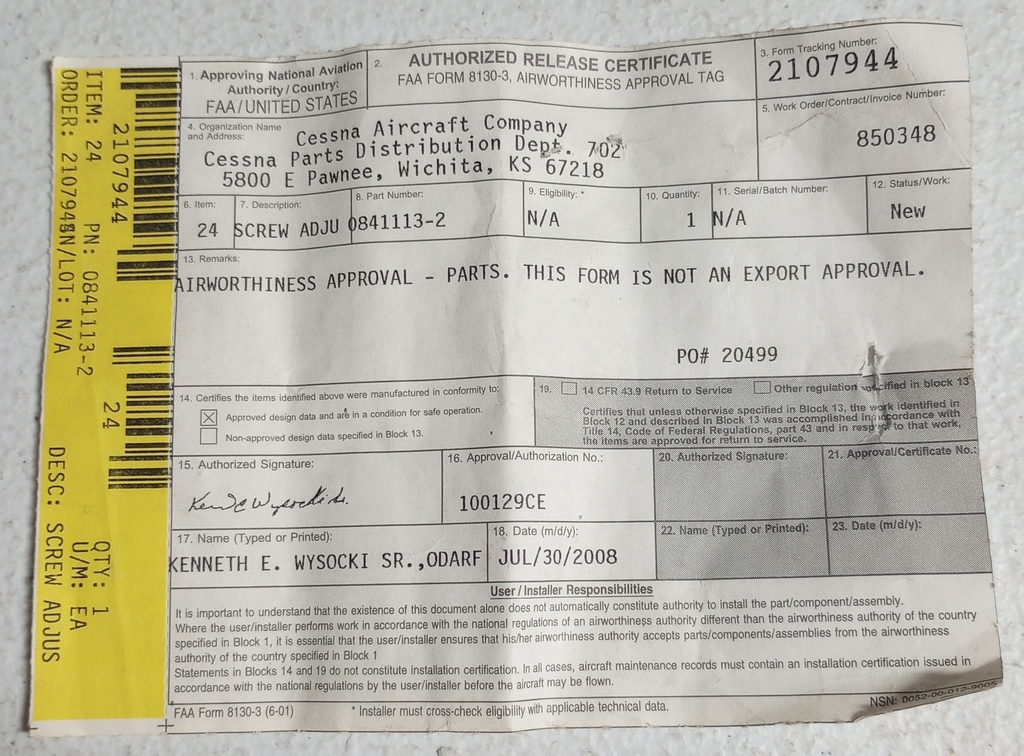 ITEM: 24 PN: 0841113-2 QTY: 1
ORDER: 2107944 SN/LOT: N/A U/M: EA
2107944 24
DESC: SCREW ADJUS
1. Approving National Aviation
Authority / Country:
FAA/UNITED STATES
2. AUTHORIZED RELEASE CERTIFICATE
FAA FORM 8130-3, AIRWORTHINESS APPROVAL TAG
3. Form Tracking Number:
2107944
4. Organization Name
and Address:
Cessna Aircraft Company
Cessna Parts Distribution Dept. 702
5800 E Pawnee, Wichita, KS 67218
5. Work Order/Contract/Invoice Number:
850348
6. Item:
24
7. Description:
SCREW ADJU
8. Part Number:
0841113-2
9. Eligibility: *
N/A
10. Quantity:
1
11. Serial/Batch Number:
N/A
12. Status/Work:
New
13. Remarks:
AIRWORTHINESS APPROVAL - PARTS. THIS FORM IS NOT AN EXPORT APPROVAL.
PO# 20499
14. Certifies the items identified above were manufactured in conformity to:
Approved design data and are in a condition for safe operation.
Non-approved design data specified in Block 13.
19. 14 CFR 43.9 Return to Service Other regulation specified in block 13
Certifies that unless otherwise specified in Block 13, the work identified in
Block 12 and described in Block 13 was accomplished in accordance with
Title 14, Code of Federal Regulations, part 43 and in respect to that work,
the items are approved for return to service.
15. Authorized Signature:
Ken E Wysocki Sr.
16. Approval/Authorization No.:
100129CE
20. Authorized Signature:
21. Approval/Certificate No.:
17. Name (Typed or Printed):
KENNETH E. WYSOCKI SR.,ODARF
18. Date (m/d/y):
JUL/30/2008
22. Name (Typed or Printed):
23. Date (m/d/y):
User / Installer Responsibilities
It is important to understand that the existence of this document alone does not automatically constitute authority to install the part/component/assembly.
Where the user/installer performs work in accordance with the national regulations of an airworthiness authority different than the airworthiness authority of the country
specified in Block 1, it is essential that the user/installer ensures that his/her airworthiness authority accepts parts/components/assemblies from the airworthiness
authority of the country specified in Block 1
Statements in Blocks 14 and 19 do not constitute installation certification. In all cases, aircraft maintenance records must contain an installation certification issued in
accordance with the national regulations by the user/installer before the aircraft may be flown.
FAA Form 8130-3 (6-01)
* Installer must cross-check eligibility with applicable technical data.
NSN: 0052-00-012-9005